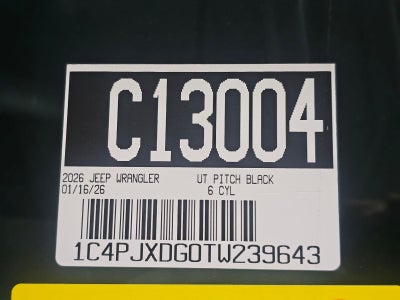 C13004
2026 JEEP WRANGLER UT PITCH BLACK
01/16/26 6 CYL
1C4PJXDG0TW239643